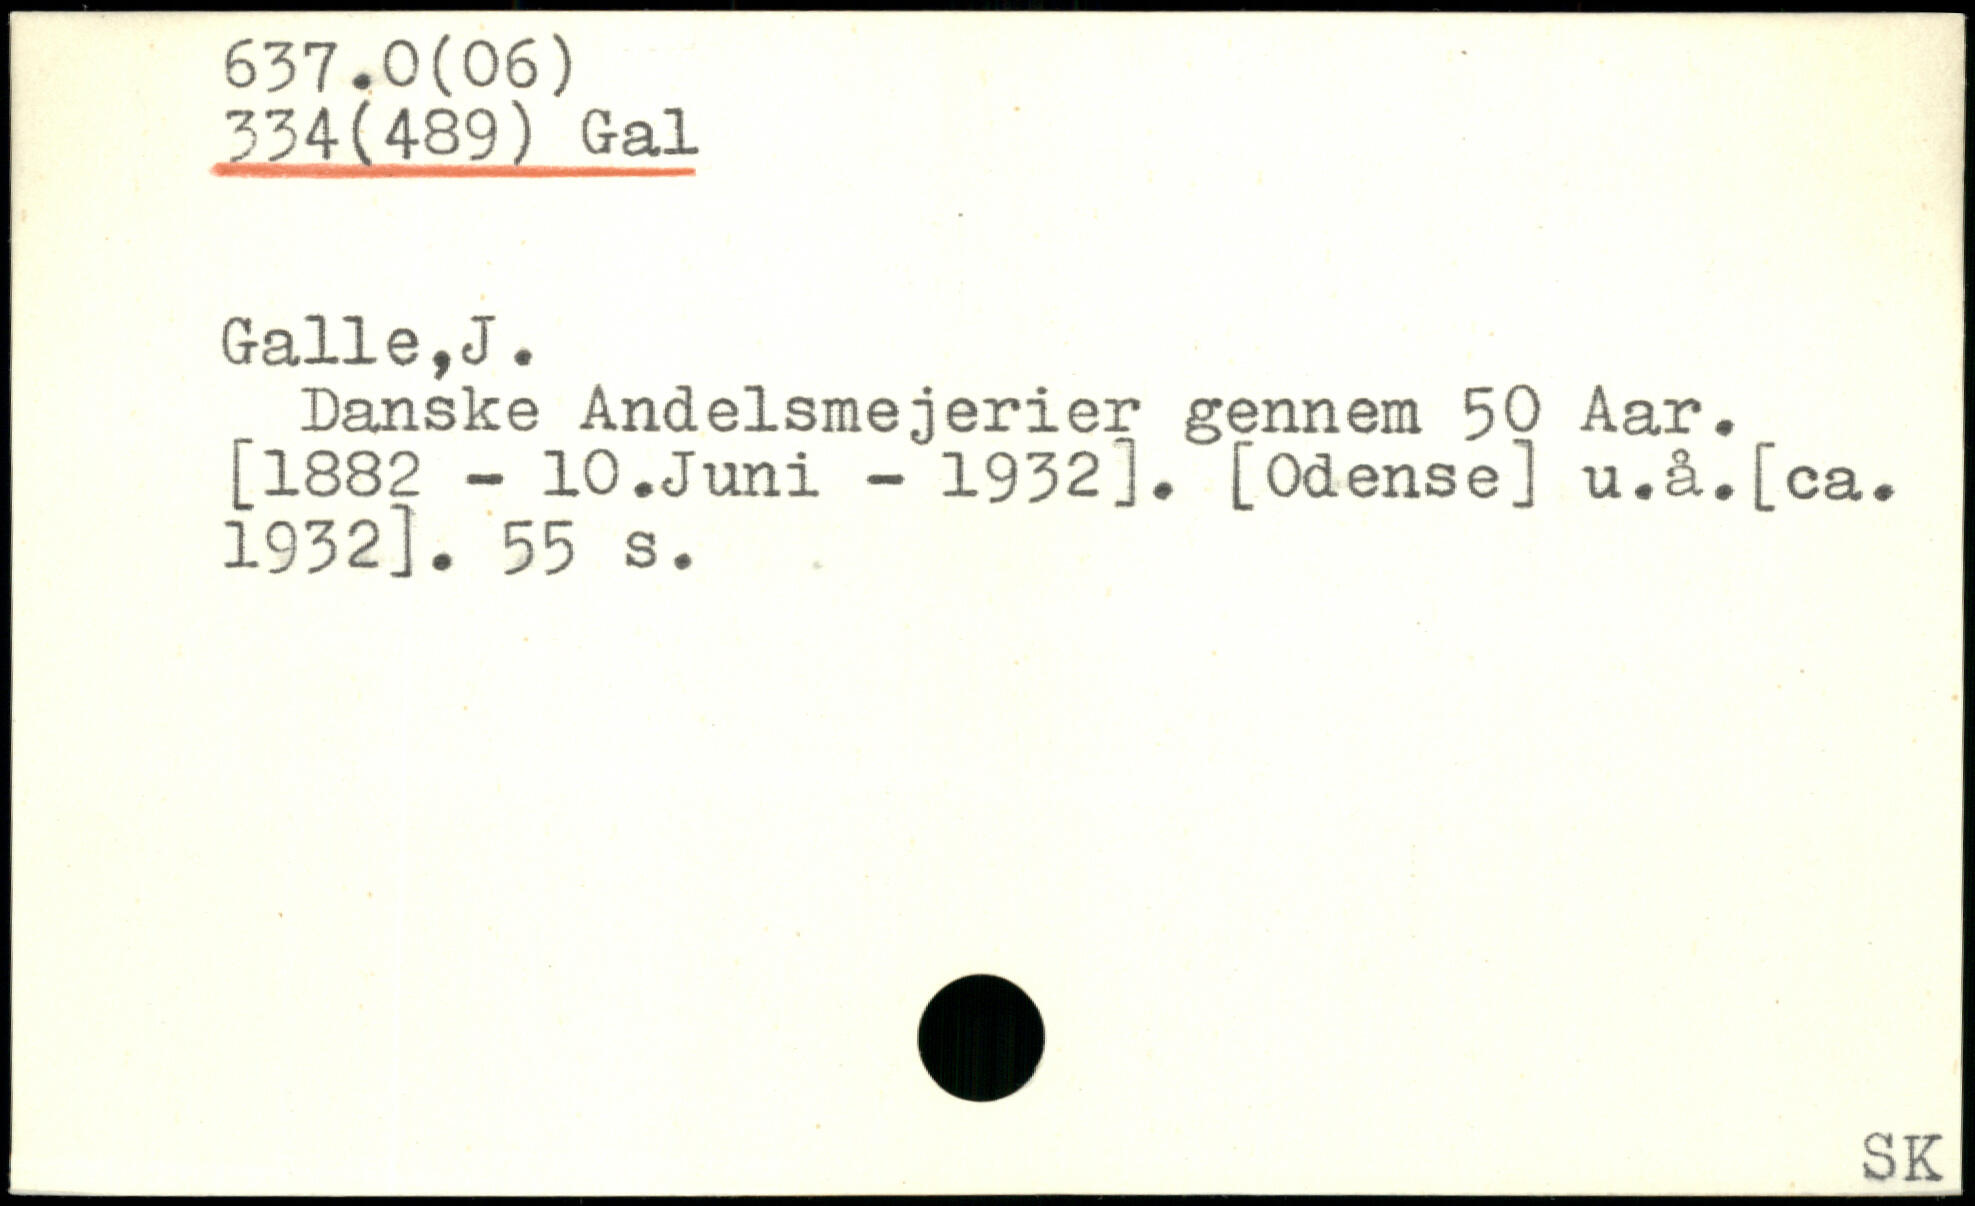 637.0(06)
334(489) Gal
Galle,J.
Danske Andelsmejerier gennem 50 Aar.
[1882 - 10.Juni - 1932]. [Odense] u.å.[ca.
1932]. 55 s.
SK